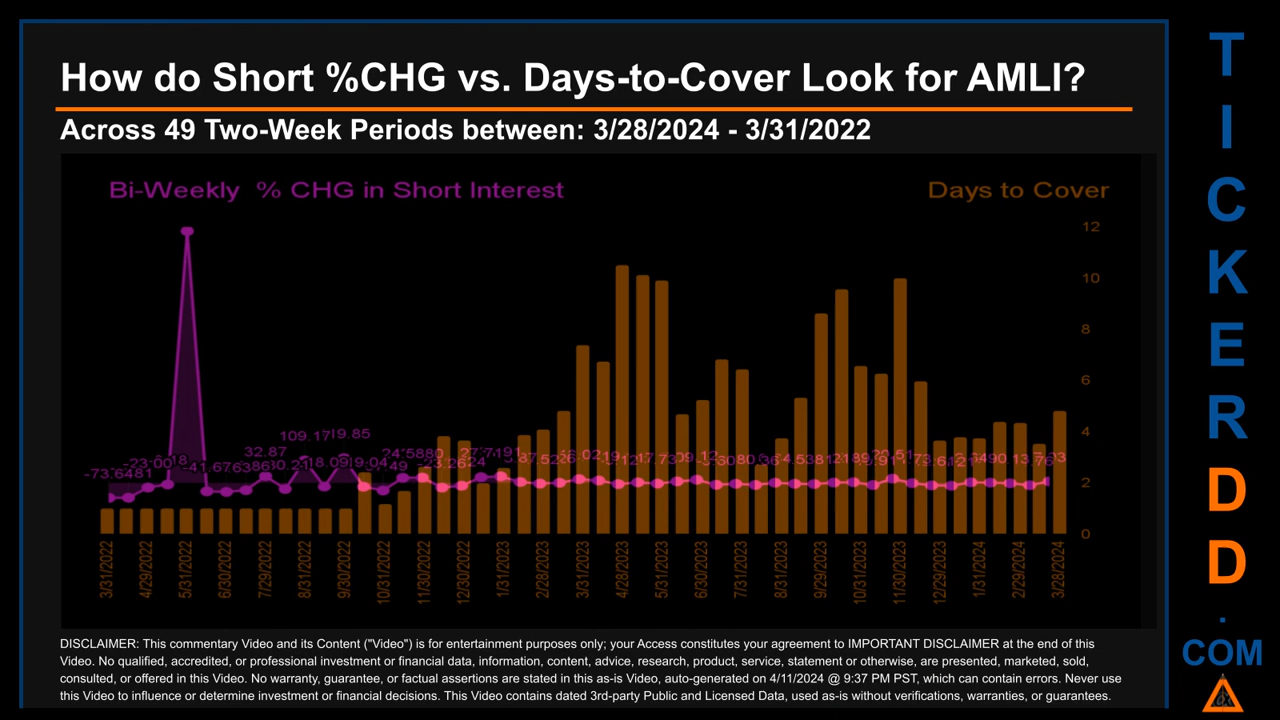 How do Short %CHG vs. Days-to-Cover Look for AMLI?
Across 49 Two-Week Periods between: 3/28/2024 - 3/31/2022
Bi-Weekly % CHG in Short Interest
Days to Cover
12
10
8
6
4
2
0
109.17
19.85
32.87
3/31/2022
4/29/2022
5/31/2022
6/30/2022
7/29/2022
8/31/2022
9/30/2022
10/31/2022
11/30/2022
12/30/2022
1/31/2023
2/28/2023
3/31/2023
4/28/2023
5/31/2023
6/30/2023
7/31/2023
8/31/2023
9/29/2023
10/31/2023
11/30/2023
12/29/2023
1/31/2024
2/29/2024
3/28/2024
DISCLAIMER: This commentary Video and its Content ("Video") is for entertainment purposes only; your Access constitutes your agreement to IMPORTANT DISCLAIMER at the end of this
Video. No qualified, accredited, or professional investment or financial data, information, content, advice, research, product, service, statement or otherwise, are presented, marketed, sold,
consulted, or offered in this Video. No warranty, guarantee, or factual assertions are stated in this as-is Video, auto-generated on 4/11/2024 @ 9:37 PM PST, which can contain errors. Never use
this Video to influence or determine investment or financial decisions. This Video contains dated 3rd-party Public and Licensed Data, used as-is without verifications, warranties, or guarantees.
T
I
C
K
E
R
D
D
.
COM